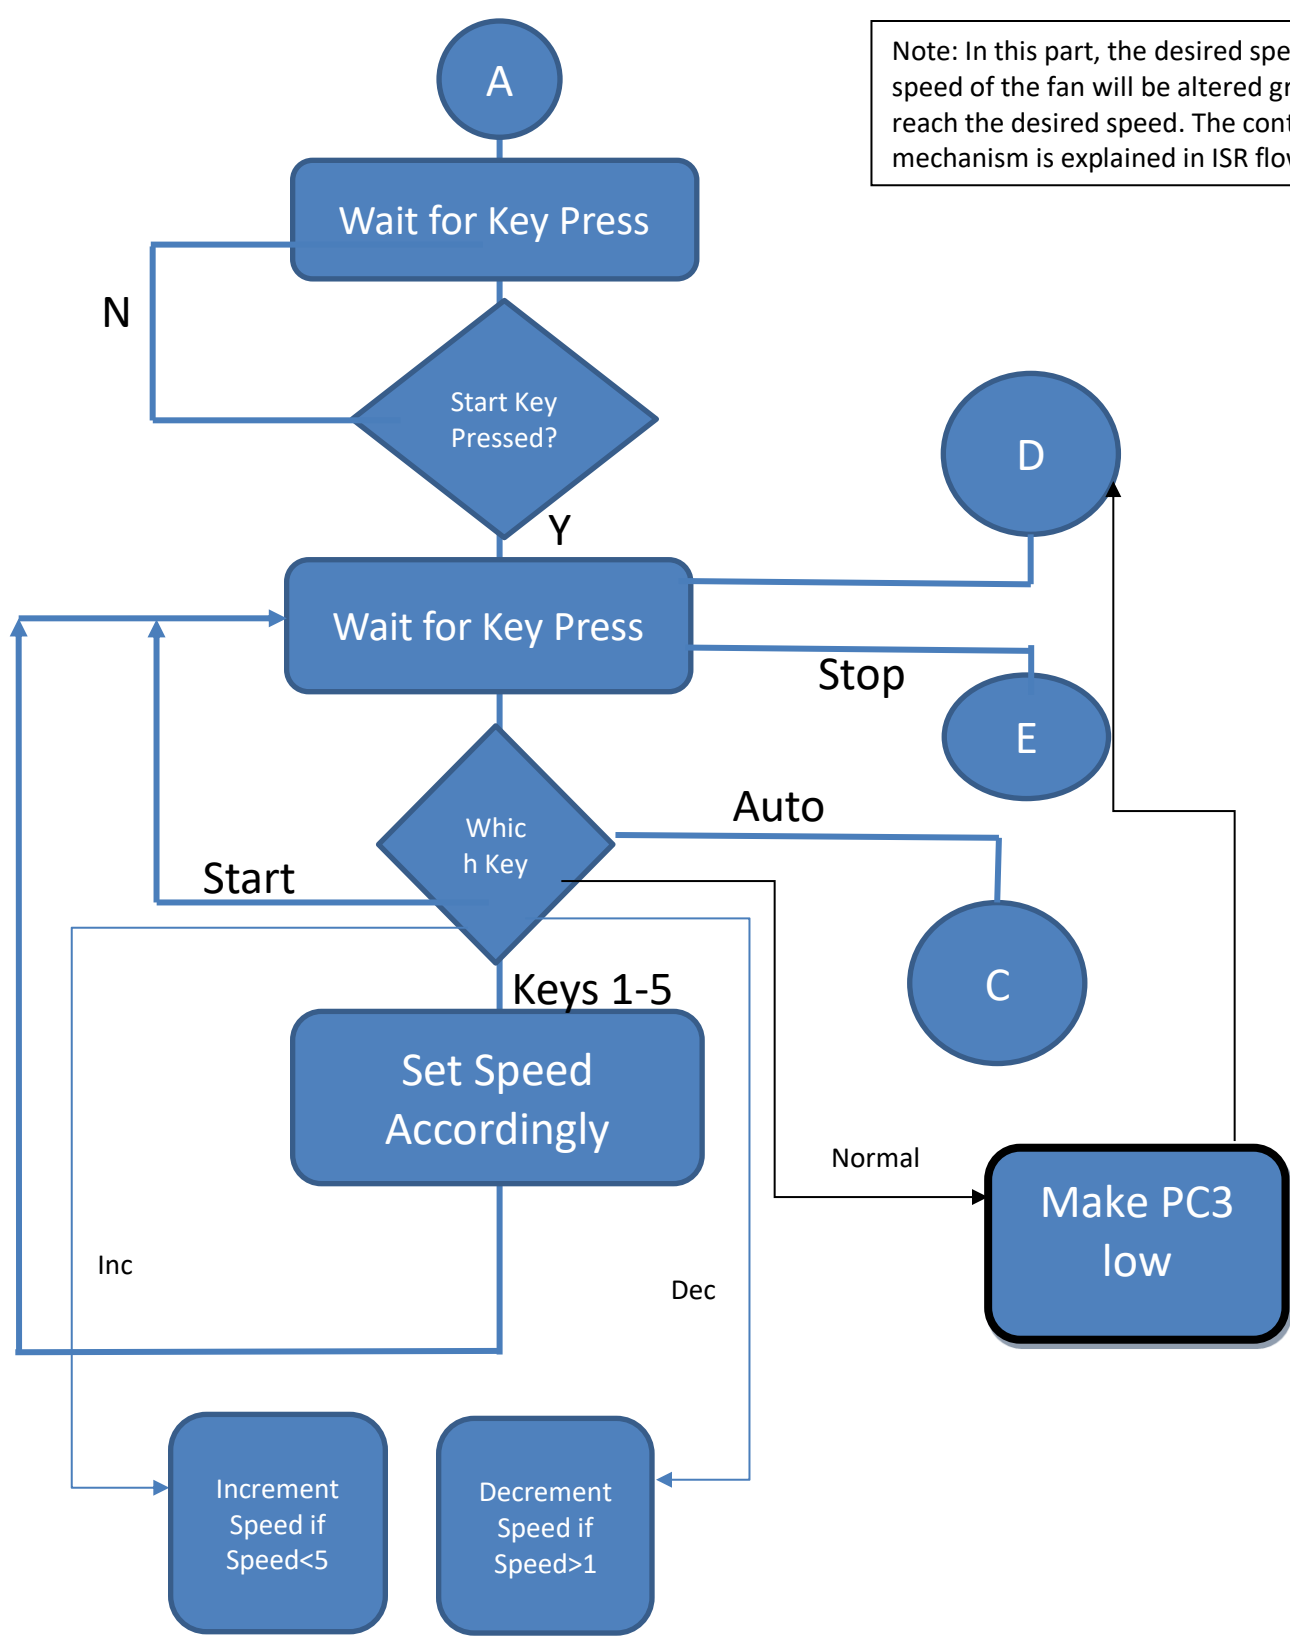 A
Note: In this part, the desired spe
speed of the fan will be altered gr
reach the desired speed. The cont
mechanism is explained in ISR flov
Wait for Key Press
N
Start Key
Pressed?
D
Y
Wait for Key Press
Stop
E
Auto
Whic
h Key
Start
C
Keys 1-5
Set Speed
Accordingly
Normal
Make PC3
low
Inc
Dec
Increment
Speed if
Speed<5
Decrement
Speed if
Speed>1